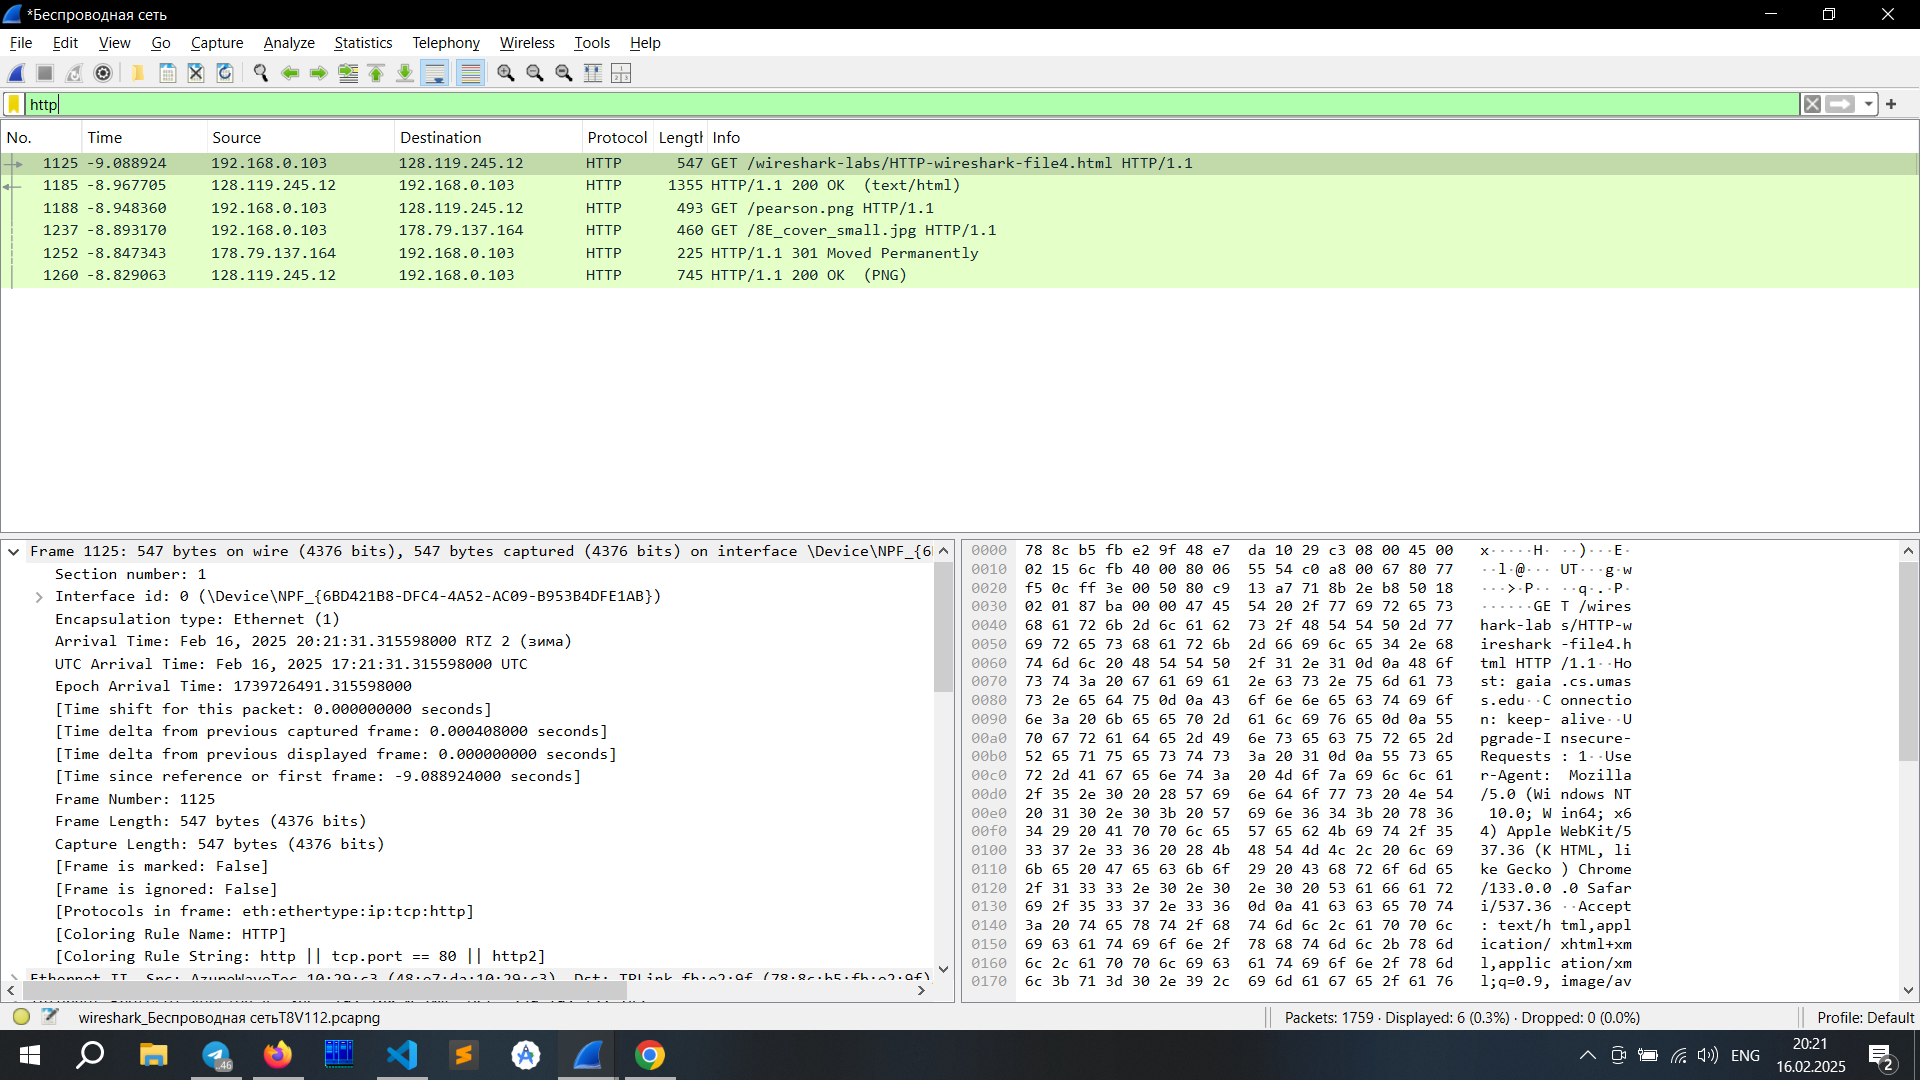 *Беспроводная сеть
File Edit View Go Capture Analyze Statistics Telephony Wireless Tools Help
http
No. Time Source Destination Protocol Lengt Info
1125 -9.088924 192.168.0.103 128.119.245.12 HTTP 547 GET /wireshark-labs/HTTP-wireshark-file4.html HTTP/1.1
1185 -8.967705 128.119.245.12 192.168.0.103 HTTP 1355 HTTP/1.1 200 OK (text/html)
1188 -8.948360 192.168.0.103 128.119.245.12 HTTP 493 GET /pearson.png HTTP/1.1
1237 -8.893170 192.168.0.103 178.79.137.164 HTTP 460 GET /8E_cover_small.jpg HTTP/1.1
1252 -8.847343 178.79.137.164 192.168.0.103 HTTP 225 HTTP/1.1 301 Moved Permanently
1260 -8.829063 128.119.245.12 192.168.0.103 HTTP 745 HTTP/1.1 200 OK (PNG)
Frame 1125: 547 bytes on wire (4376 bits), 547 bytes captured (4376 bits) on interface \Device\NPF_{6
Section number: 1
Interface id: 0 (\Device\NPF_{6BD421B8-DFC4-4A52-AC09-B953B4DFE1AB})
Encapsulation type: Ethernet (1)
Arrival Time: Feb 16, 2025 20:21:31.315598000 RTZ 2 (зима)
UTC Arrival Time: Feb 16, 2025 17:21:31.315598000 UTC
Epoch Arrival Time: 1739726491.315598000
[Time shift for this packet: 0.000000000 seconds]
[Time delta from previous captured frame: 0.000408000 seconds]
[Time delta from previous displayed frame: 0.000000000 seconds]
[Time since reference or first frame: -9.088924000 seconds]
Frame Number: 1125
Frame Length: 547 bytes (4376 bits)
Capture Length: 547 bytes (4376 bits)
[Frame is marked: False]
[Frame is ignored: False]
[Protocols in frame: eth:ethertype:ip:tcp:http]
[Coloring Rule Name: HTTP]
[Coloring Rule String: http || tcp.port == 80 || http2]
Ethernet II, Src: AzureWaveTec_10:29:c3 (48:e7:da:10:29:c3), Dst: TPLink_fb:e2:9f (78:8c:b5:fb:e2:9f)
0000 78 8c b5 fb e2 9f 48 e7 da 10 29 c3 08 00 45 00 x·····H· ··)···E·
0010 02 15 6c fb 40 00 80 06 55 54 c0 a8 00 67 80 77 ··l·@··· UT···g·w
0020 f5 0c ff 3e 00 50 80 c9 13 a7 71 8b 2e b8 50 18 ···>·P·· ··q·.·P·
0030 02 01 87 ba 00 00 47 45 54 20 2f 77 69 72 65 73 ······GE T /wires
0040 68 61 72 6b 2d 6c 61 62 73 2f 48 54 54 50 2d 77 hark-lab s/HTTP-w
0050 69 72 65 73 68 61 72 6b 2d 66 69 6c 65 34 2e 68 ireshark -file4.h
0060 74 6d 6c 20 48 54 54 50 2f 31 2e 31 0d 0a 48 6f tml HTTP /1.1··Ho
0070 73 74 3a 20 67 61 69 61 2e 63 73 2e 75 6d 61 73 st: gaia .cs.umas
0080 73 2e 65 64 75 0d 0a 43 6f 6e 6e 65 63 74 69 6f s.edu··C onnectio
0090 6e 3a 20 6b 65 65 70 2d 61 6c 69 76 65 0d 0a 55 n: keep- alive··U
00a0 70 67 72 61 64 65 2d 49 6e 73 65 63 75 72 65 2d pgrade-I nsecure-
00b0 52 65 71 75 65 73 74 73 3a 20 31 0d 0a 55 73 65 Requests : 1··Use
00c0 72 2d 41 67 65 6e 74 3a 20 4d 6f 7a 69 6c 6c 61 r-Agent:  Mozilla
00d0 2f 35 2e 30 20 28 57 69 6e 64 6f 77 73 20 4e 54 /5.0 (Wi ndows NT
00e0 20 31 30 2e 30 3b 20 57 69 6e 36 34 3b 20 78 36  10.0; W in64; x6
00f0 34 29 20 41 70 70 6c 65 57 65 62 4b 69 74 2f 35 4) Apple WebKit/5
0100 33 37 2e 33 36 20 28 4b 48 54 4d 4c 2c 20 6c 69 37.36 (K HTML, li
0110 6b 65 20 47 65 63 6b 6f 29 20 43 68 72 6f 6d 65 ke Gecko ) Chrome
0120 2f 31 33 33 2e 30 2e 30 2e 30 20 53 61 66 61 72 /133.0.0 .0 Safar
0130 69 2f 35 33 37 2e 33 36 0d 0a 41 63 63 65 70 74 i/537.36 ··Accept
0140 3a 20 74 65 78 74 2f 68 74 6d 6c 2c 61 70 70 6c : text/h tml,appl
0150 69 63 61 74 69 6f 6e 2f 78 68 74 6d 6c 2b 78 6d ication/ xhtml+xm
0160 6c 2c 61 70 70 6c 69 63 61 74 69 6f 6e 2f 78 6d l,applic ation/xm
0170 6c 3b 71 3d 30 2e 39 2c 69 6d 61 67 65 2f 61 76 l;q=0.9, image/av
wireshark_Беспроводная сетьT8V112.pcapng
Packets: 1759 · Displayed: 6 (0.3%) · Dropped: 0 (0.0%)
Profile: Default
46
ENG
20:21
16.02.2025
2